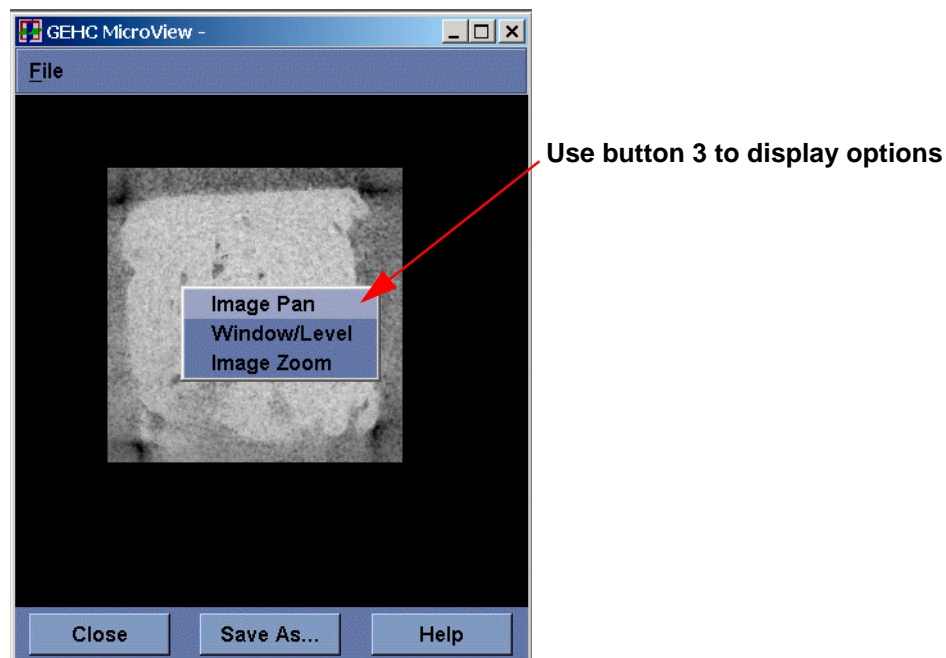 GEHC MicroView -
File
Use button 3 to display options
Image Pan
Window/Level
Image Zoom
Close Save As... Help